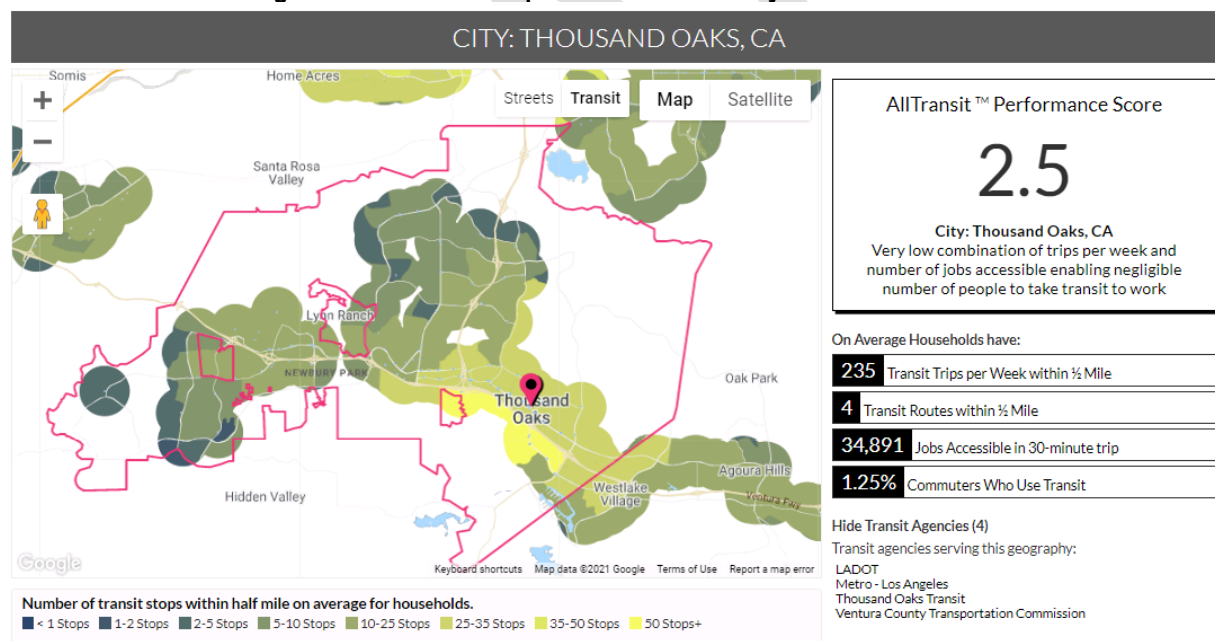 CITY: THOUSAND OAKS, CA
Somis
Home Acres
+
Streets Transit
Map Satellite
−
Santa Rosa
Valley
Lynn Ranch
NEWBURY PARK
Thousand
Oaks
Oak Park
Hidden Valley
Westlake
Village
Agoura Hills
Ventura Fwy
Google
Keyboard shortcuts Map data ©2021 Google Terms of Use Report a map error
Number of transit stops within half mile on average for households.
< 1 Stops 1-2 Stops 2-5 Stops 5-10 Stops 10-25 Stops 25-35 Stops 35-50 Stops 50 Stops+
AllTransit ™ Performance Score
2.5
City: Thousand Oaks, CA
Very low combination of trips per week and
number of jobs accessible enabling negligible
number of people to take transit to work
On Average Households have:
235 Transit Trips per Week within ½ Mile
4 Transit Routes within ½ Mile
34,891 Jobs Accessible in 30-minute trip
1.25% Commuters Who Use Transit
Hide Transit Agencies (4)
Transit agencies serving this geography:
LADOT
Metro - Los Angeles
Thousand Oaks Transit
Ventura County Transportation Commission